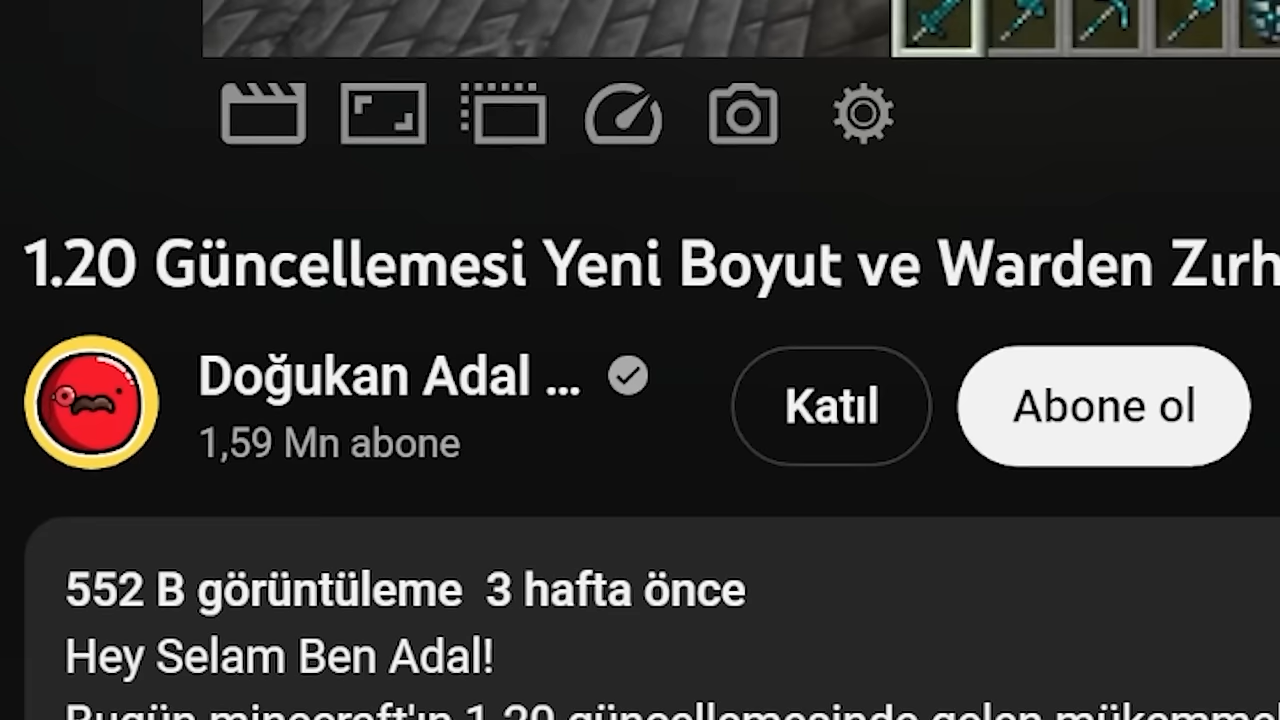 1.20 Güncellemesi Yeni Boyut ve Warden Zırh
Doğukan Adal ...
1,59 Mn abone
Katıl
Abone ol
552 B görüntüleme 3 hafta önce
Hey Selam Ben Adal!
Bugün minecraft'ın 1.20 güncellemesinde gelen mükemme